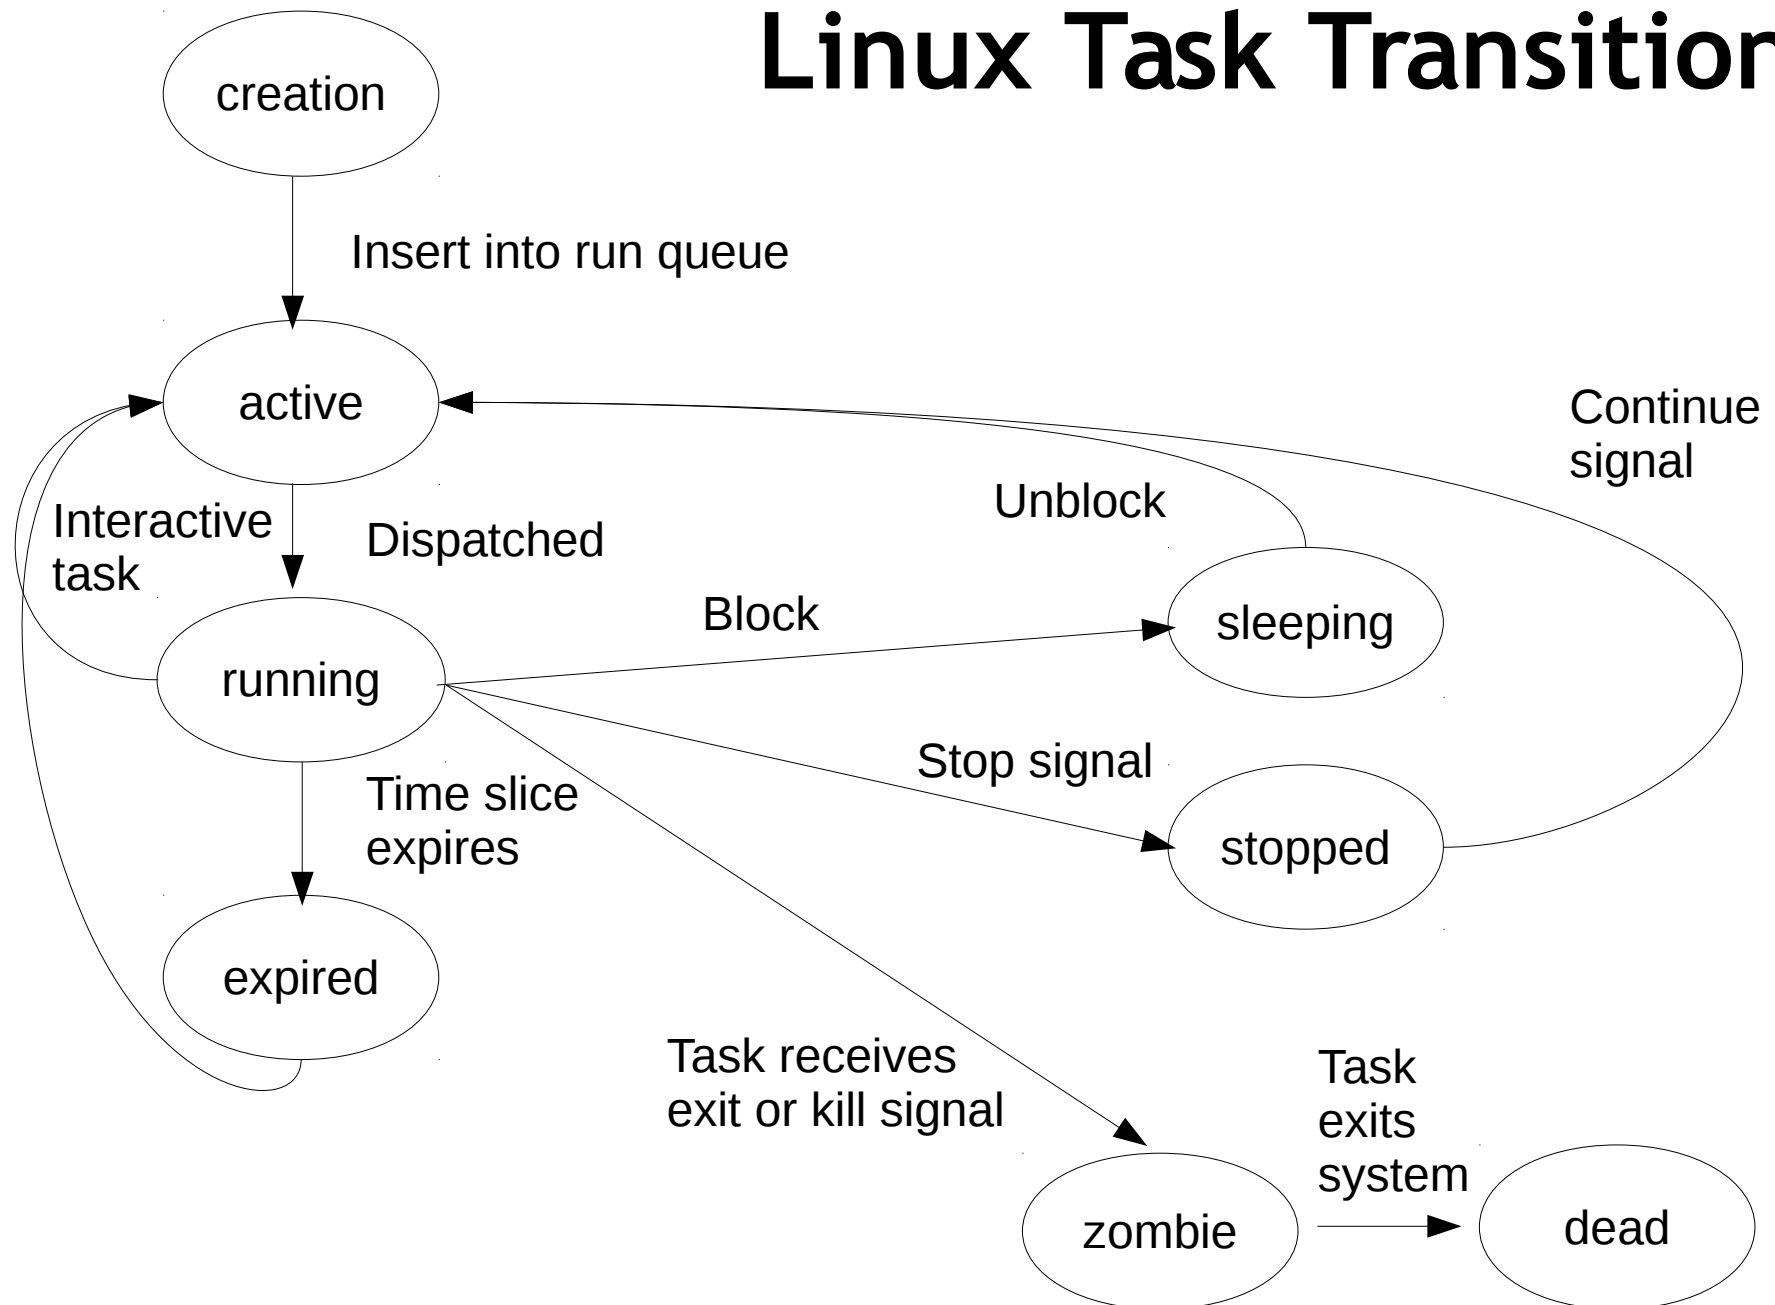 Linux Task Transition
creation
Insert into run queue
active
Continue
signal
Unblock
Interactive
task
Dispatched
Block
sleeping
running
Stop signal
Time slice
expires
stopped
expired
Task receives
exit or kill signal
Task
exits
system
zombie
dead